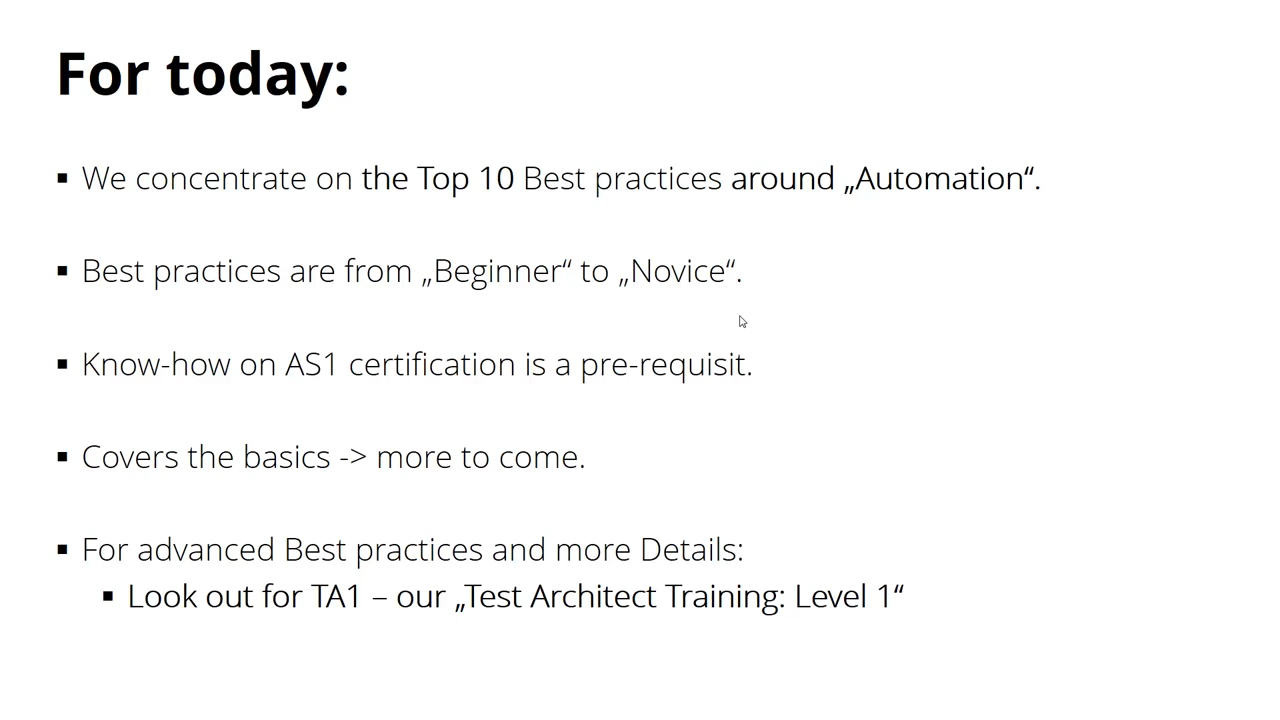 For today:
▪ We concentrate on the Top 10 Best practices around „Automation“.
▪ Best practices are from „Beginner“ to „Novice“.
▪ Know-how on AS1 certification is a pre-requisit.
▪ Covers the basics -> more to come.
▪ For advanced Best practices and more Details:
▪ Look out for TA1 – our „Test Architect Training: Level 1“